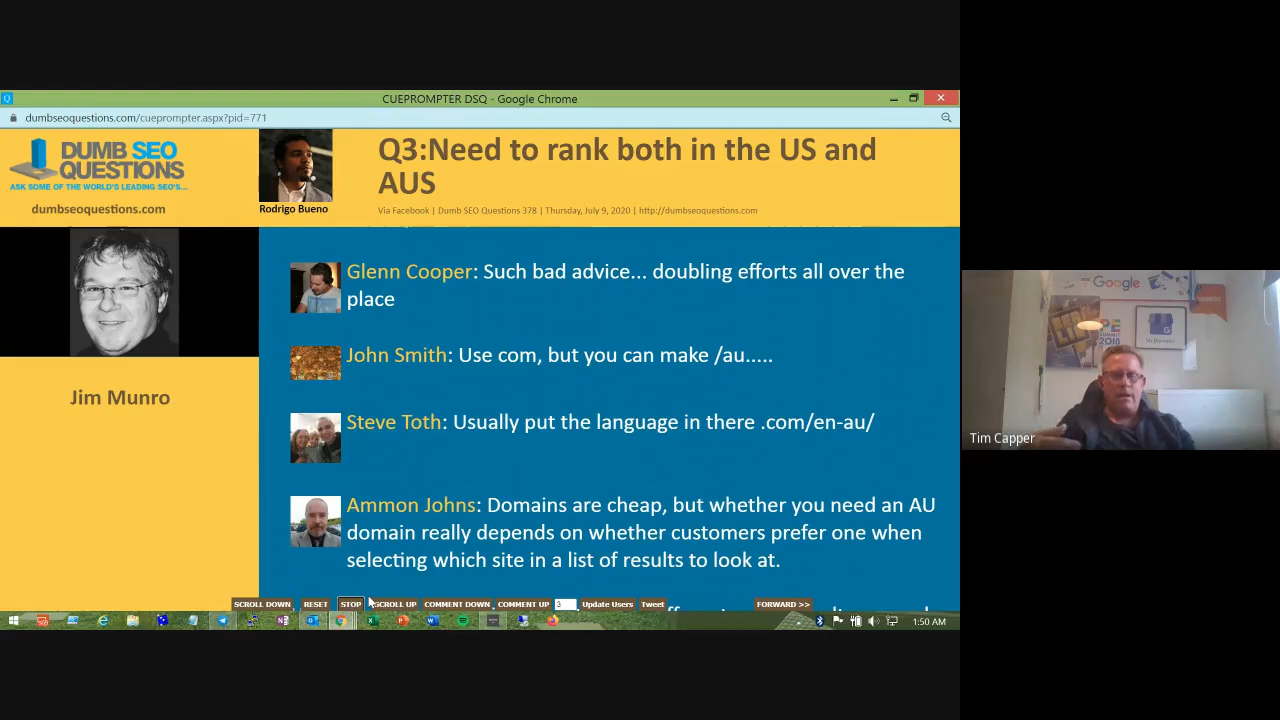 CUEPROMPTER DSQ - Google Chrome
dumbseoquestions.com/cueprompter.aspx?pid=771
DUMB SEO
QUESTIONS
ASK SOME OF THE WORLD'S LEADING SEO'S...
dumbseoquestions.com
Rodrigo Bueno
Q3:Need to rank both in the US and
AUS
Via Facebook | Dumb SEO Questions 378 | Thursday, July 9, 2020 | http://dumbseoquestions.com
Jim Munro
Glenn Cooper: Such bad advice... doubling efforts all over the
place
John Smith: Use com, but you can make /au.....
Steve Toth: Usually put the language in there .com/en-au/
Ammon Johns: Domains are cheap, but whether you need an AU
domain really depends on whether customers prefer one when
selecting which site in a list of results to look at.
SCROLL DOWN RESET STOP SCROLL UP COMMENT DOWN COMMENT UP 3 Update Users Tweet FORWARD >>
1:50 AM
Google
2018
Tim Capper